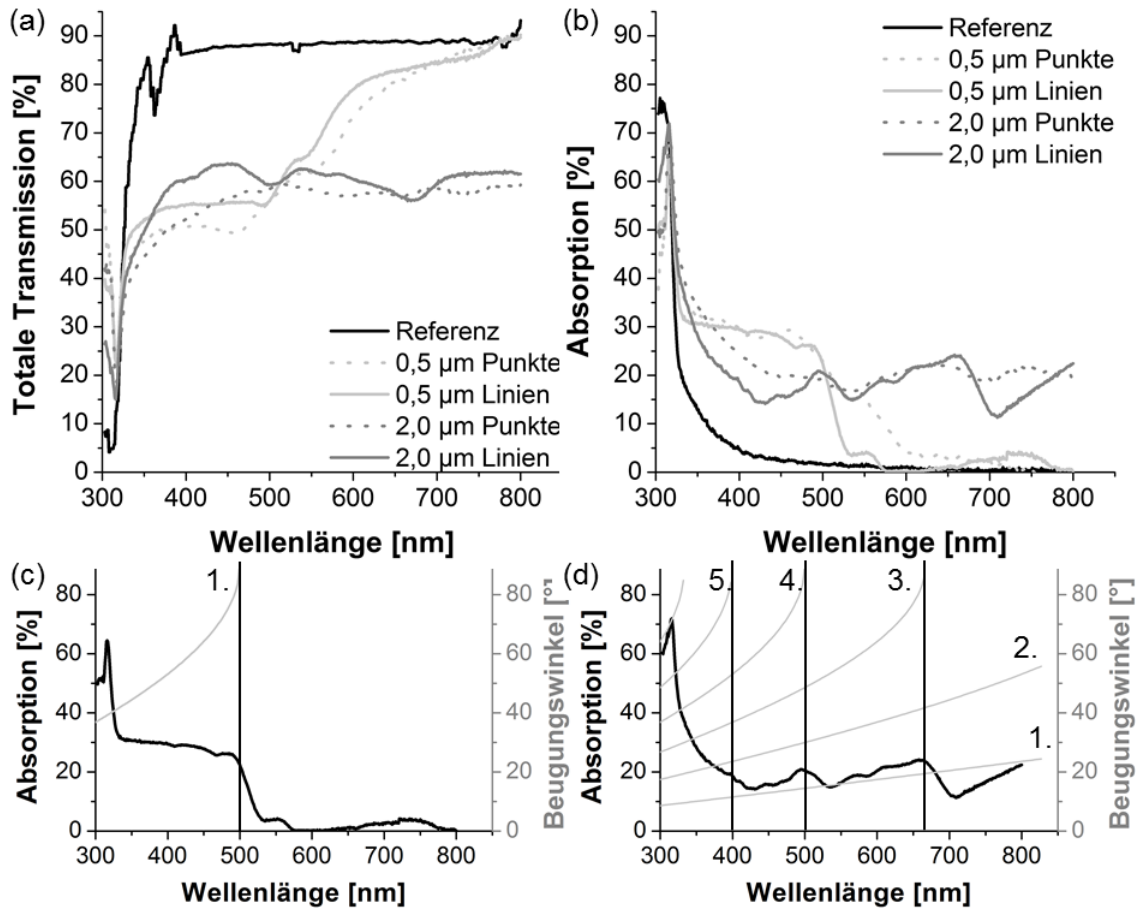 (a)
Totale Transmission [%]
90
80
70
60
50
40
30
20
10
0
300 400 500 600 700 800
Wellenlänge [nm]
Referenz
0,5 µm Punkte
0,5 µm Linien
2,0 µm Punkte
2,0 µm Linien
(b)
Absorption [%]
90
80
70
60
50
40
30
20
10
0
300 400 500 600 700 800
Wellenlänge [nm]
Referenz
0,5 µm Punkte
0,5 µm Linien
2,0 µm Punkte
2,0 µm Linien
(c)
Absorption [%]
80
60
40
20
0
300 400 500 600 700 800
Wellenlänge [nm]
1.
80
60
40
20
0
Beugungswinkel [°]
(d)
Absorption [%]
80
60
40
20
0
300 400 500 600 700 800
Wellenlänge [nm]
5. 4. 3.
2.
1.
80
60
40
20
0
Beugungswinkel [°]